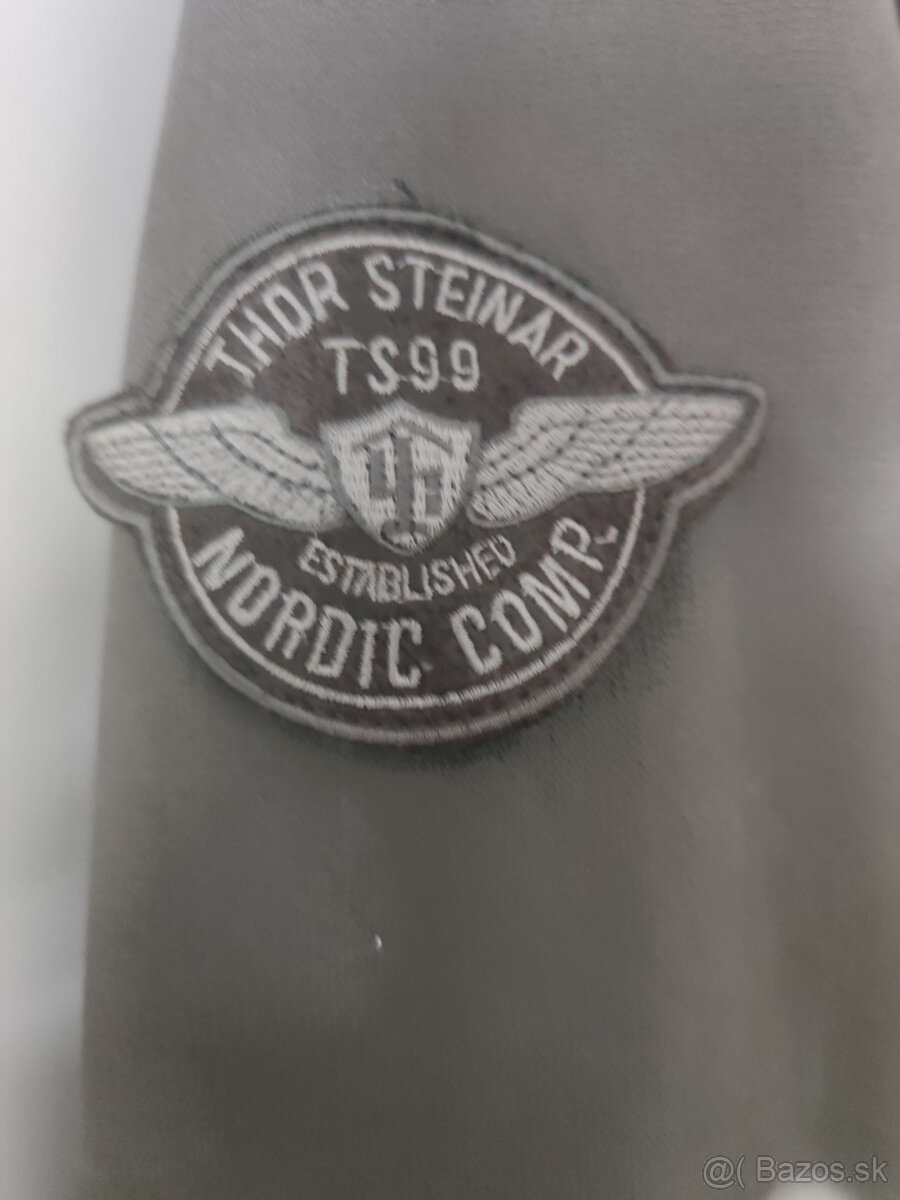 THOR STEINAR
TS99
ESTABLISHED
NORDIC COMP.
@( Bazos.sk